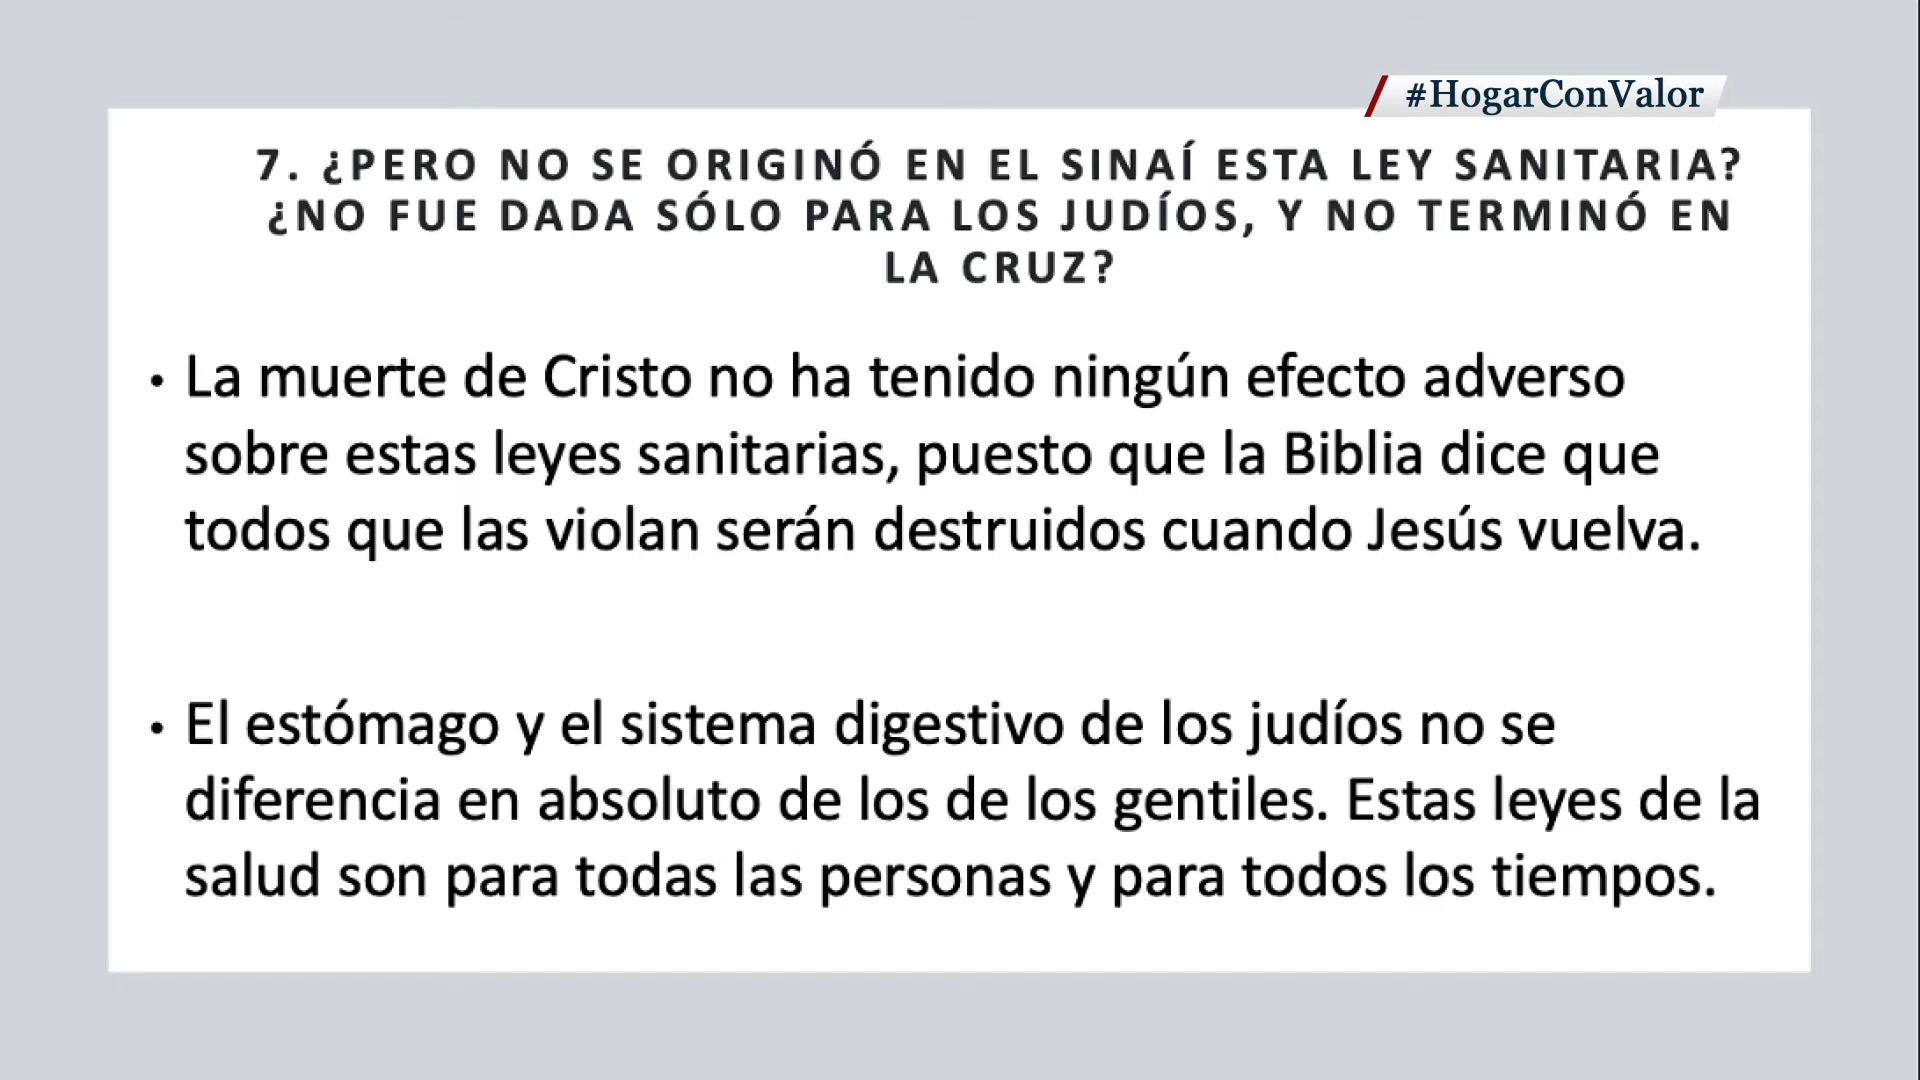 #HogarConValor
7. ¿PERO NO SE ORIGINÓ EN EL SINAÍ ESTA LEY SANITARIA?
¿NO FUE DADA SÓLO PARA LOS JUDÍOS, Y NO TERMINÓ EN
LA CRUZ?
• La muerte de Cristo no ha tenido ningún efecto adverso
sobre estas leyes sanitarias, puesto que la Biblia dice que
todos que las violan serán destruidos cuando Jesús vuelva.
• El estómago y el sistema digestivo de los judíos no se
diferencia en absoluto de los de los gentiles. Estas leyes de la
salud son para todas las personas y para todos los tiempos.